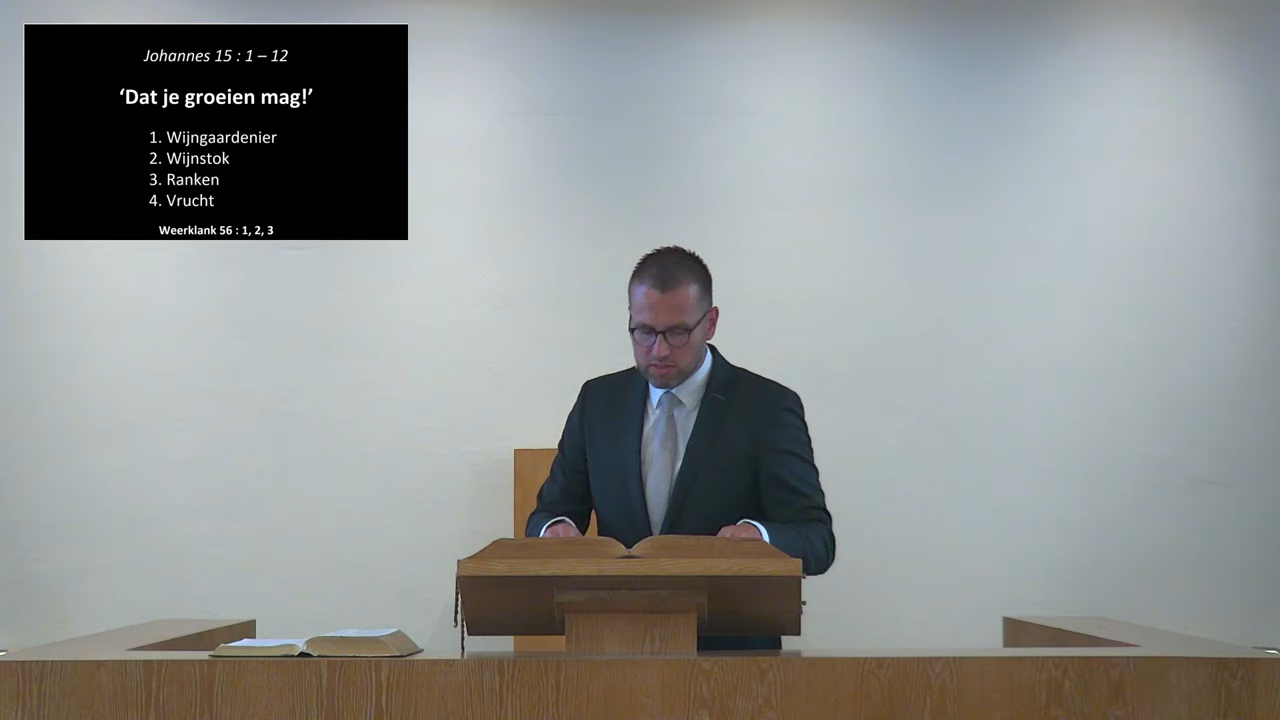 Johannes 15 : 1 – 12
‘Dat je groeien mag!’
1. Wijngaardenier
2. Wijnstok
3. Ranken
4. Vrucht
Weerklank 56 : 1, 2, 3